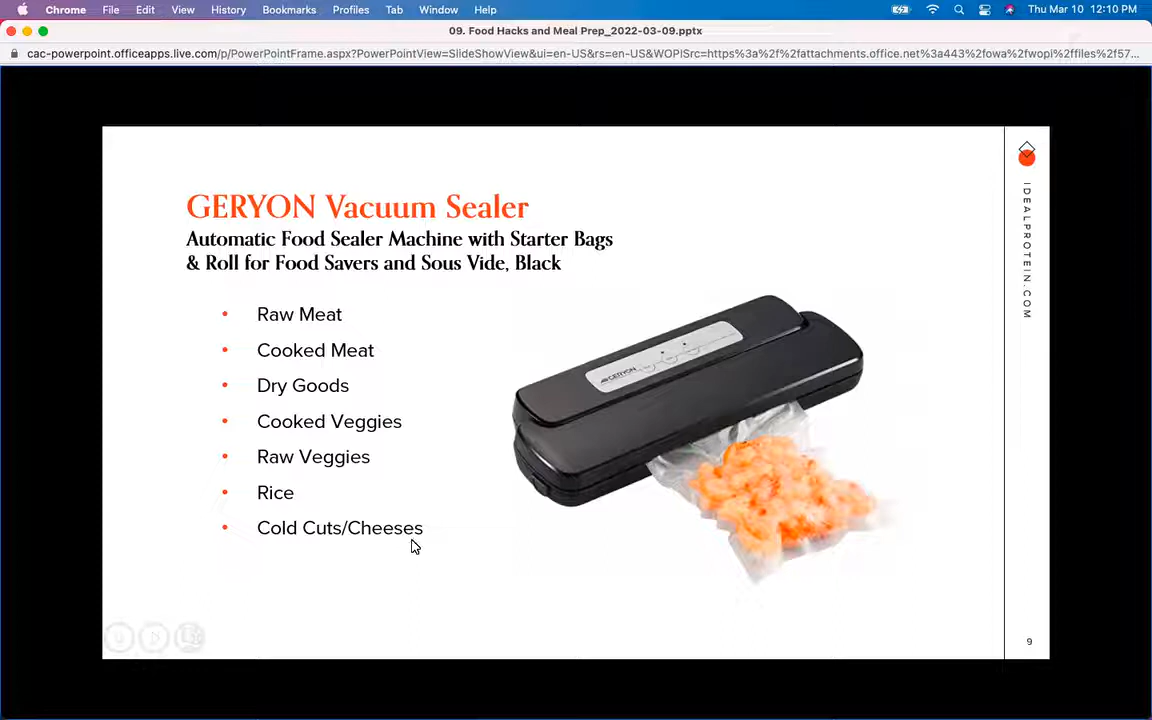 Chrome File Edit View History Bookmarks Profiles Tab Window Help Thu Mar 10 12:10 PM
09. Food Hacks and Meal Prep_2022-03-09.pptx
cac-powerpoint.officeapps.live.com/p/PowerPointFrame.aspx?PowerPointView=SlideShowView&ui=en-US&rs=en-US&WOPISrc=https%3a%2f%2fattachments.office.net%3a443%2fowa%2fwopi%2ffiles%2f57...
GERYON Vacuum Sealer
Automatic Food Sealer Machine with Starter Bags
& Roll for Food Savers and Sous Vide, Black
• Raw Meat
• Cooked Meat
• Dry Goods
• Cooked Veggies
• Raw Veggies
• Rice
• Cold Cuts/Cheeses
GERYON
IDEALPROTEIN.COM
9